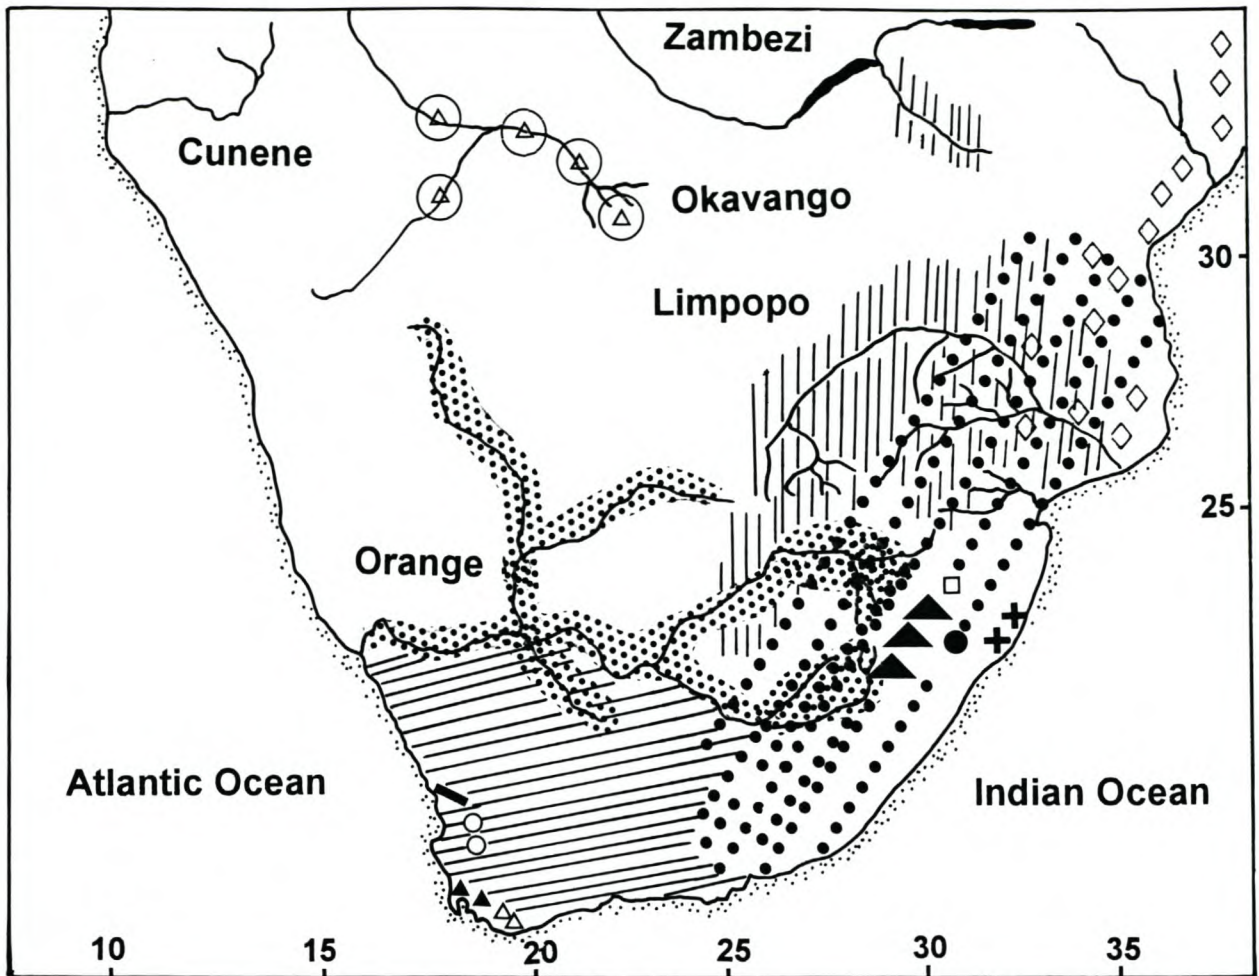 Zambezi
Cunene
Okavango
30
Limpopo
25
Orange
Atlantic Ocean
Indian Ocean
10 15 20 25 30 35